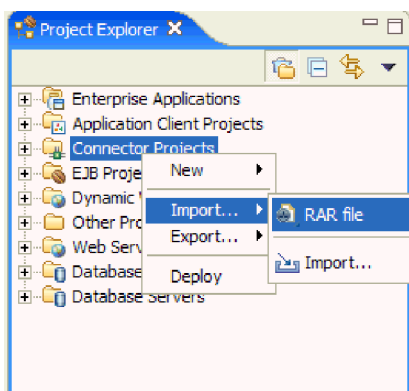 Project Explorer
Enterprise Applications
Application Client Projects
Connector Projects
EJB Proje
Dynamic
Other Pro
Web Serv
Database
Database Servers
New
Import...
Export...
Deploy
RAR file
Import...